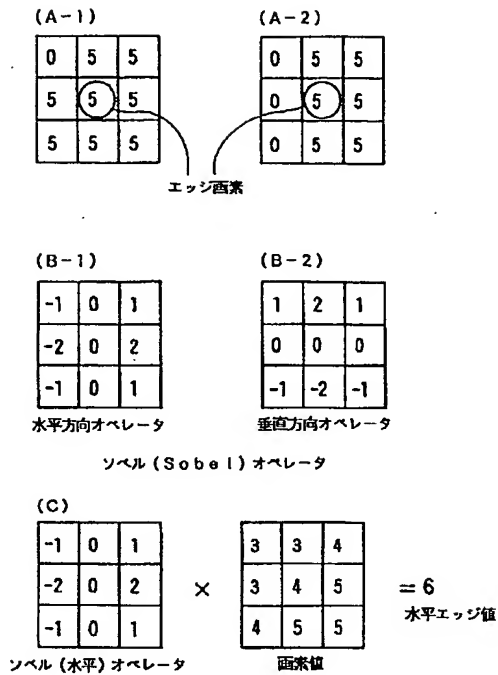 (A-1) (A-2)
0 5 5 0 5 5
5 5 5 0 5 5
5 5 5 0 5 5
エッジ画素
(B-1) (B-2)
-1 0 1 1 2 1
-2 0 2 0 0 0
-1 0 1 -1 -2 -1
水平方向オペレータ 垂直方向オペレータ
ソベル(Sobel)オペレータ
(C)
-1 0 1 3 3 4
-2 0 2 × 3 4 5 =6
-1 0 1 4 5 5 水平エッジ値
ソベル(水平)オペレータ 画素値